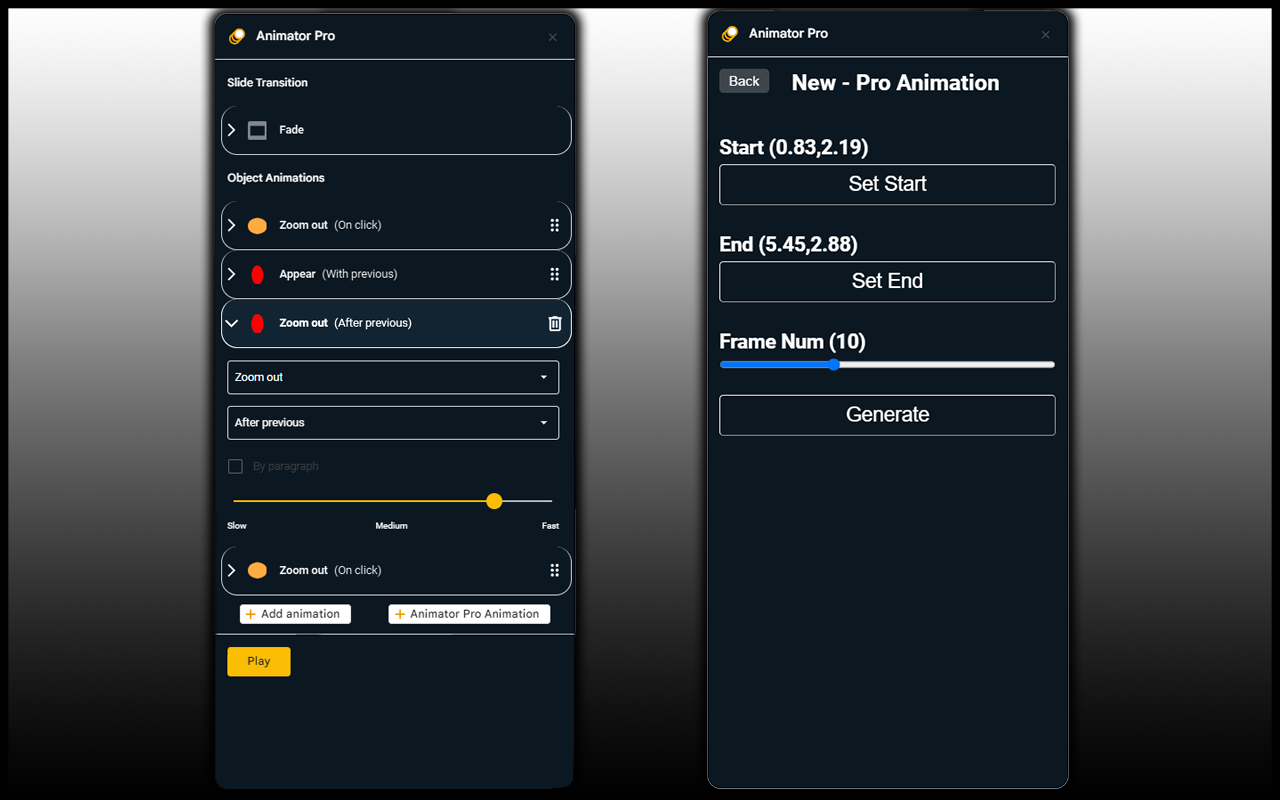 Animator Pro
Slide Transition
Fade
Object Animations
Zoom out (On click)
Appear (With previous)
Zoom out (After previous)
Zoom out
After previous
By paragraph
Slow Medium Fast
Zoom out (On click)
+ Add animation + Animator Pro Animation
Play
Animator Pro
Back New - Pro Animation
Start (0.83,2.19)
Set Start
End (5.45,2.88)
Set End
Frame Num (10)
Generate